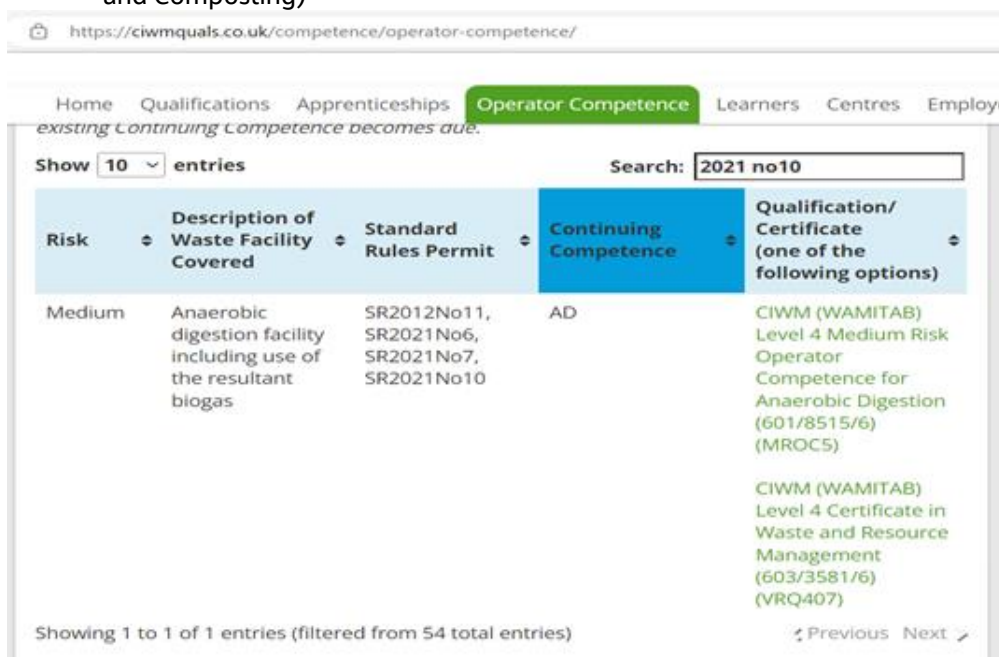 and Composting)
https://ciwmquals.co.uk/competence/operator-competence/
Home Qualifications Apprenticeships Operator Competence Learners Centres Employ
existing Continuing Competence becomes due.
Show 10 entries Search: 2021 no10
Risk
Description of
Waste Facility
Covered
Standard
Rules Permit
Continuing
Competence
Qualification/
Certificate
(one of the
following options)
Medium
Anaerobic
digestion facility
including use of
the resultant
biogas
SR2012No11,
SR2021No6,
SR2021No7,
SR2021No10
AD
CIWM (WAMITAB)
Level 4 Medium Risk
Operator
Competence for
Anaerobic Digestion
(601/8515/6)
(MROC5)
CIWM (WAMITAB)
Level 4 Certificate in
Waste and Resource
Management
(603/3581/6)
(VRQ407)
Showing 1 to 1 of 1 entries (filtered from 54 total entries) Previous Next